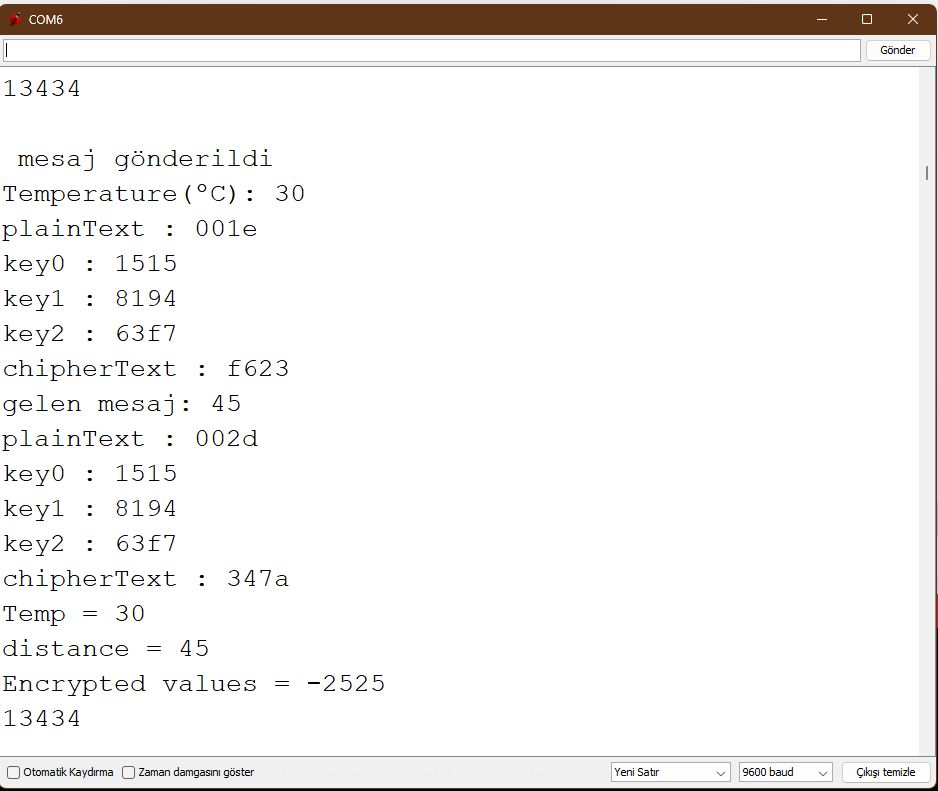 COM6
Gönder
13434
mesaj gönderildi
Temperature(ºC): 30
plainText : 001e
key0 : 1515
key1 : 8194
key2 : 63f7
chipherText : f623
gelen mesaj: 45
plainText : 002d
key0 : 1515
key1 : 8194
key2 : 63f7
chipherText : 347a
Temp = 30
distance = 45
Encrypted values = -2525
13434
Otomatik Kaydırma Zaman damgasını göster Yeni Satır 9600 baud Çıkışı temizle